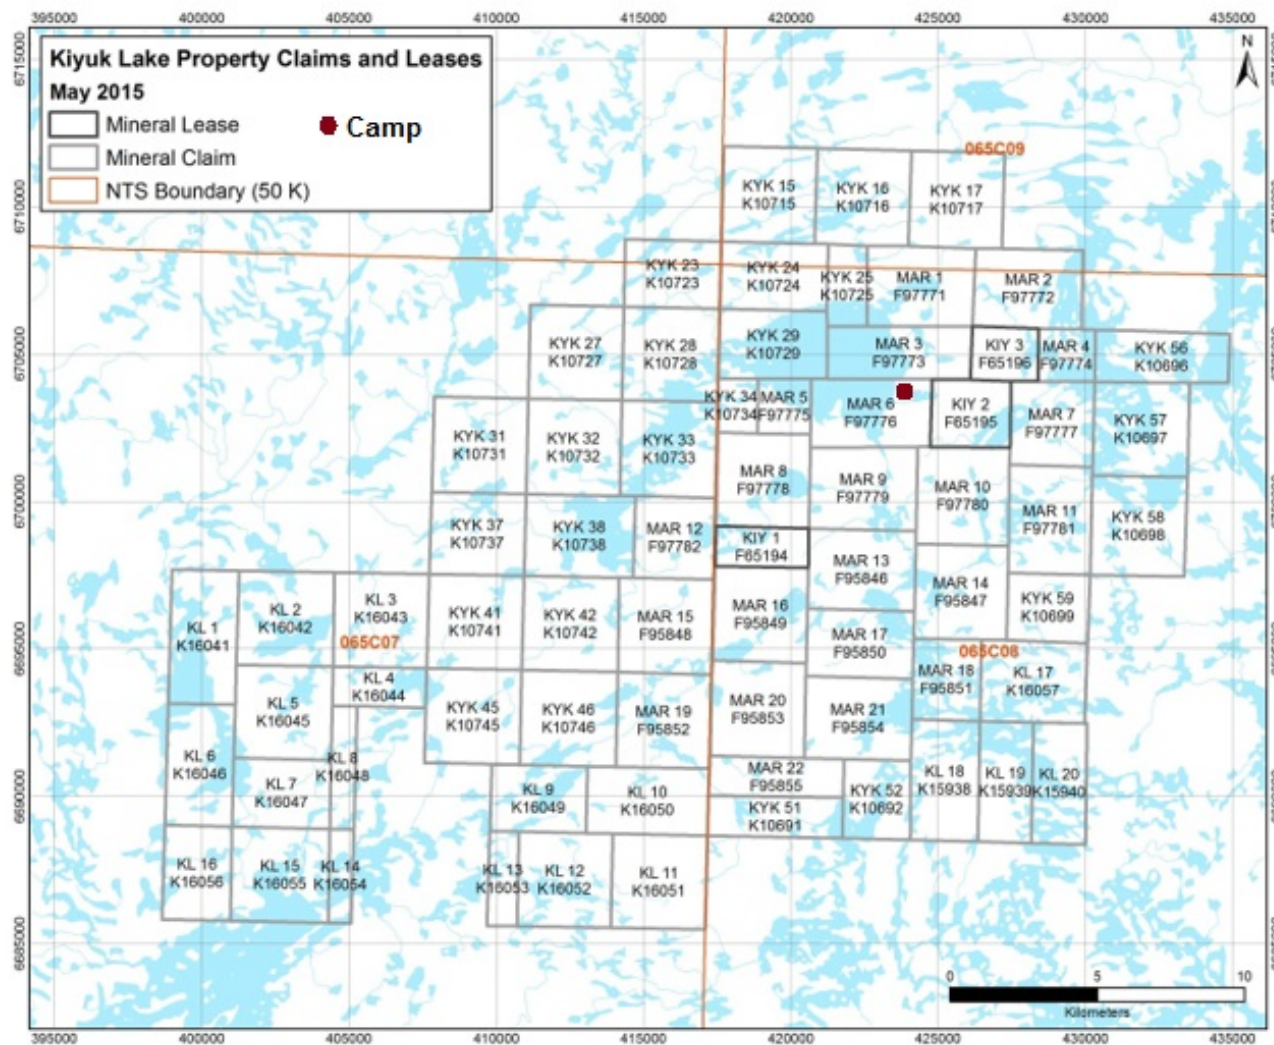 395000 400000 405000 410000 415000 420000 425000 430000 435000
Kiyuk Lake Property Claims and Leases
May 2015
Mineral Lease
Camp
Mineral Claim
NTS Boundary (50 K)
N
6715000
6710000
6705000
6700000
6695000
6690000
6685000
065C09
KYK 15
K10715
KYK 16
K10716
KYK 17
K10717
KYK 23
K10723
KYK 24
K10724
KYK 25
K10725
MAR 1
F97771
MAR 2
F97772
KYK 27
K10727
KYK 28
K10728
KYK 29
K10729
MAR 3
F97773
KIY 3
F65196
MAR 4
F97774
KYK 56
K10696
KYK 34
K10734
MAR 5
F97775
MAR 6
F97776
KIY 2
F65195
MAR 7
F97777
KYK 57
K10697
KYK 31
K10731
KYK 32
K10732
KYK 33
K10733
MAR 8
F97778
MAR 9
F97779
MAR 10
F97780
MAR 11
F97781
KYK 58
K10698
KYK 37
K10737
KYK 38
K10738
MAR 12
F97782
KIY 1
F65194
MAR 13
F95846
MAR 14
F95847
KYK 59
K10699
KL 1
K16041
KL 2
K16042
KL 3
K16043
065C07
KYK 41
K10741
KYK 42
K10742
MAR 15
F95848
MAR 16
F95849
MAR 17
F95850
065C08
MAR 18
F95851
KL 17
K16057
KL 4
K16044
KL 5
K16045
KYK 45
K10745
KYK 46
K10746
MAR 19
F95852
MAR 20
F95853
MAR 21
F95854
KL 6
K16046
KL 7
K16047
KL 8
K16048
KL 9
K16049
KL 10
K16050
MAR 22
F95855
KYK 51
K10691
KYK 52
K10692
KL 18
K15938
KL 19
K15939
KL 20
K15940
KL 16
K16056
KL 15
K16055
KL 14
K16054
KL 13
K16053
KL 12
K16052
KL 11
K16051
0 5 10
Kilometers
395000 400000 405000 410000 415000 420000 425000 430000 435000